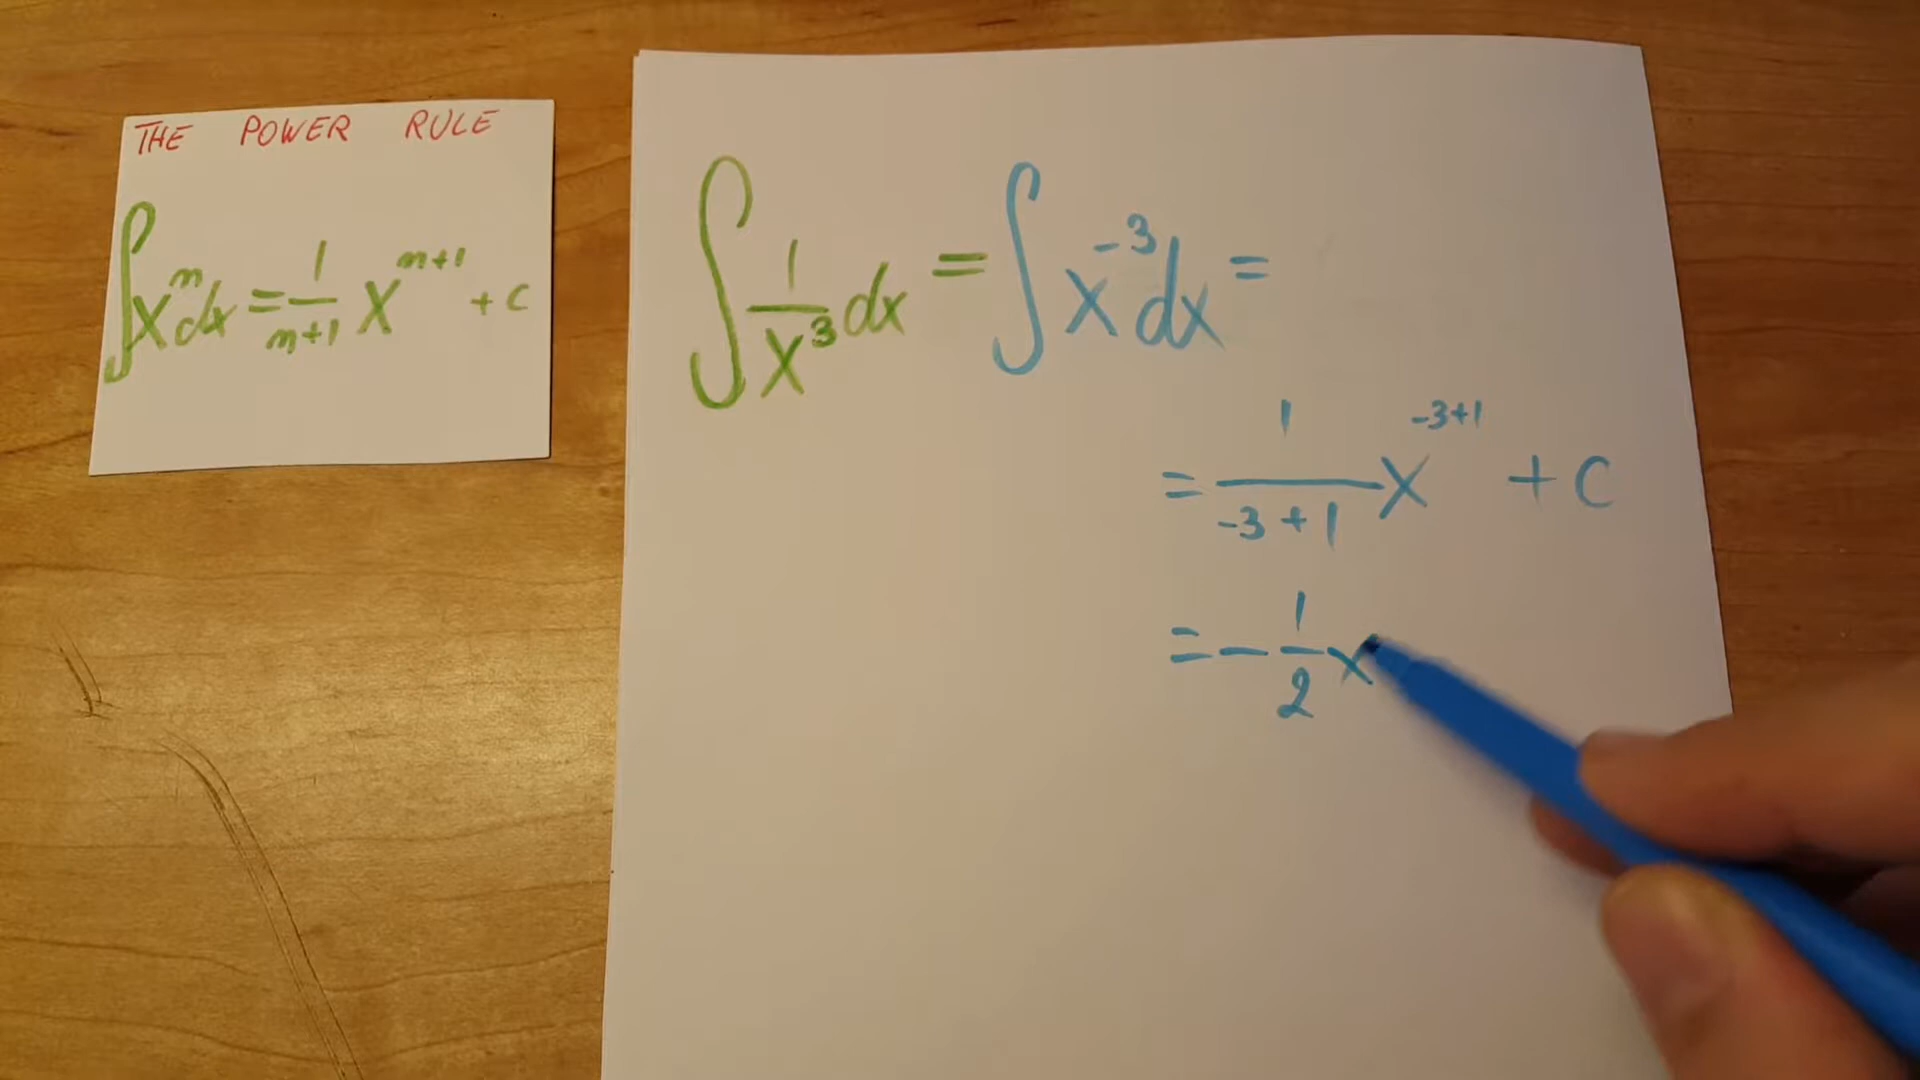 THE POWER RULE
∫xⁿdx = 1/(n+1) x^(n+1) + C
∫ 1/x³ dx = ∫ x⁻³ dx =
= 1/(-3+1) x^(-3+1) + C
= - 1/2 x